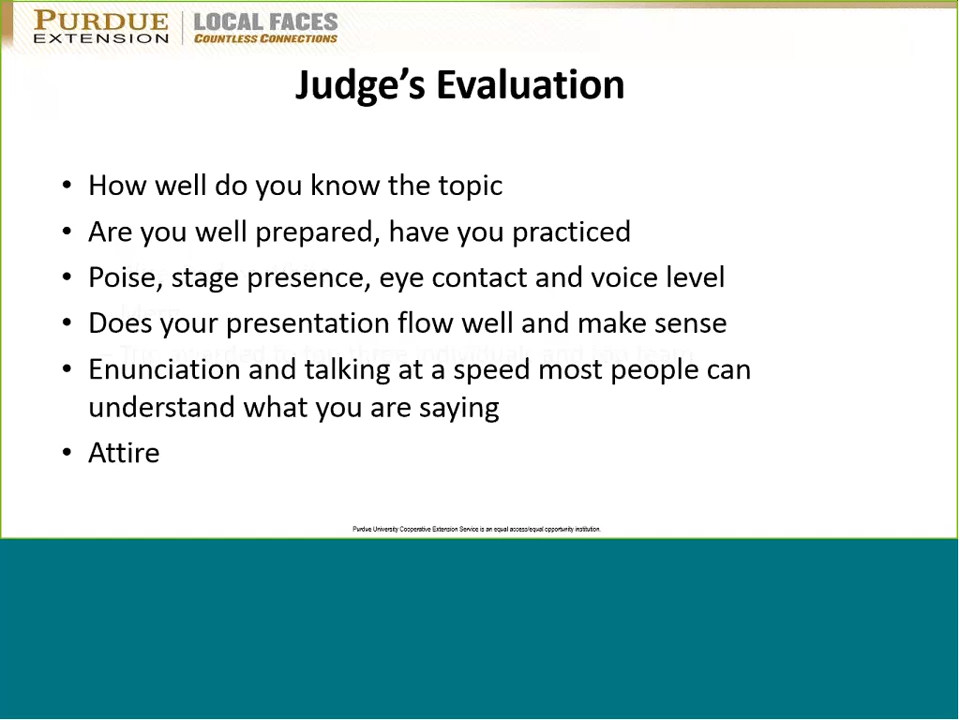 PURDUE EXTENSION
LOCAL FACES
COUNTLESS CONNECTIONS
Judge's Evaluation
• How well do you know the topic
• Are you well prepared, have you practiced
• Poise, stage presence, eye contact and voice level
• Does your presentation flow well and make sense
• Enunciation and talking at a speed most people can
understand what you are saying
• Attire
Purdue University Cooperative Extension Service is an equal access/equal opportunity institution.